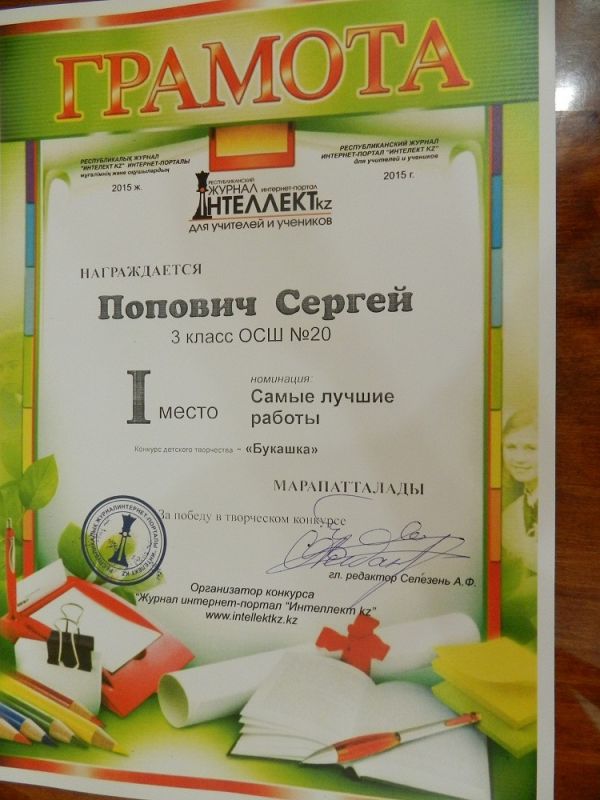 ГРАМОТА
РЕСПУБЛИКАЛЫҚ ЖУРНАЛ
"ИНТЕЛЕКТ KZ" ИНТЕРНЕТ-ПОРТАЛЫ
мұғалімнің және оқушылардың
2015 ж.
РЕСПУБЛИКАНСКИЙ ЖУРНАЛ
ИНТЕРНЕТ-ПОРТАЛ "ИНТЕЛЕКТ KZ"
для учителей и учеников
2015 г.
РЕСПУБЛИКАНСКИЙ
ЖУРНАЛ интернет-портал
ИНТЕЛЛЕКТkz
для учителей и учеников
НАГРАЖДАЕТСЯ
Попович Сергей
3 класс ОСШ №20
I место
номинация:
Самые лучшие
работы
Конкурс детского творчества - «Букашка»
МАРАПАТТАЛАДЫ
За победу в творческом конкурсе
гл. редактор Селезень А.Ф.
Организатор конкурса
"Журнал интернет-портал "Интеллект kz"
www.intellektkz.kz